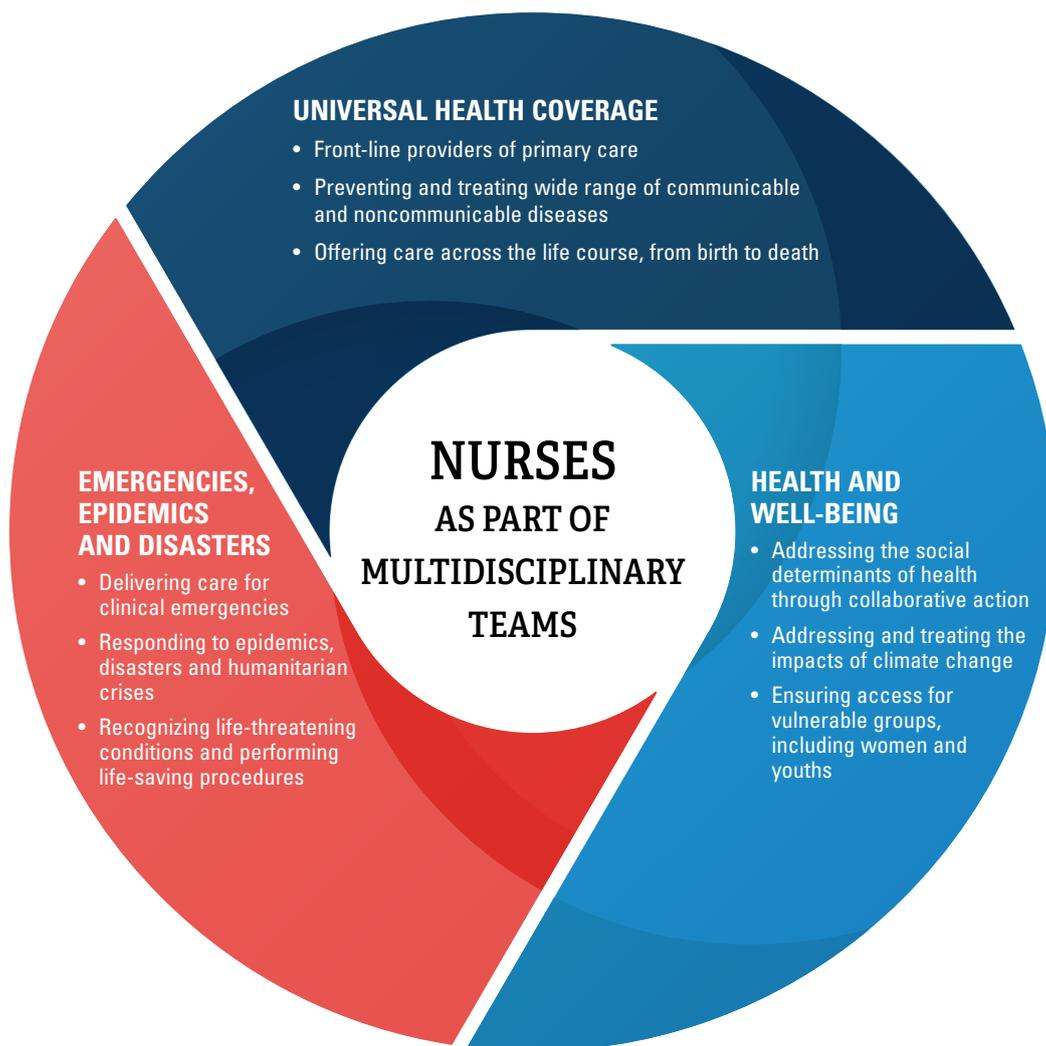 UNIVERSAL HEALTH COVERAGE
• Front-line providers of primary care
• Preventing and treating wide range of communicable
and noncommunicable diseases
• Offering care across the life course, from birth to death
NURSES
AS PART OF
MULTIDISCIPLINARY
TEAMS
EMERGENCIES,
EPIDEMICS
AND DISASTERS
• Delivering care for
clinical emergencies
• Responding to epidemics,
disasters and humanitarian
crises
• Recognizing life-threatening
conditions and performing
life-saving procedures
HEALTH AND
WELL-BEING
• Addressing the social
determinants of health
through collaborative action
• Addressing and treating the
impacts of climate change
• Ensuring access for
vulnerable groups,
including women and
youths